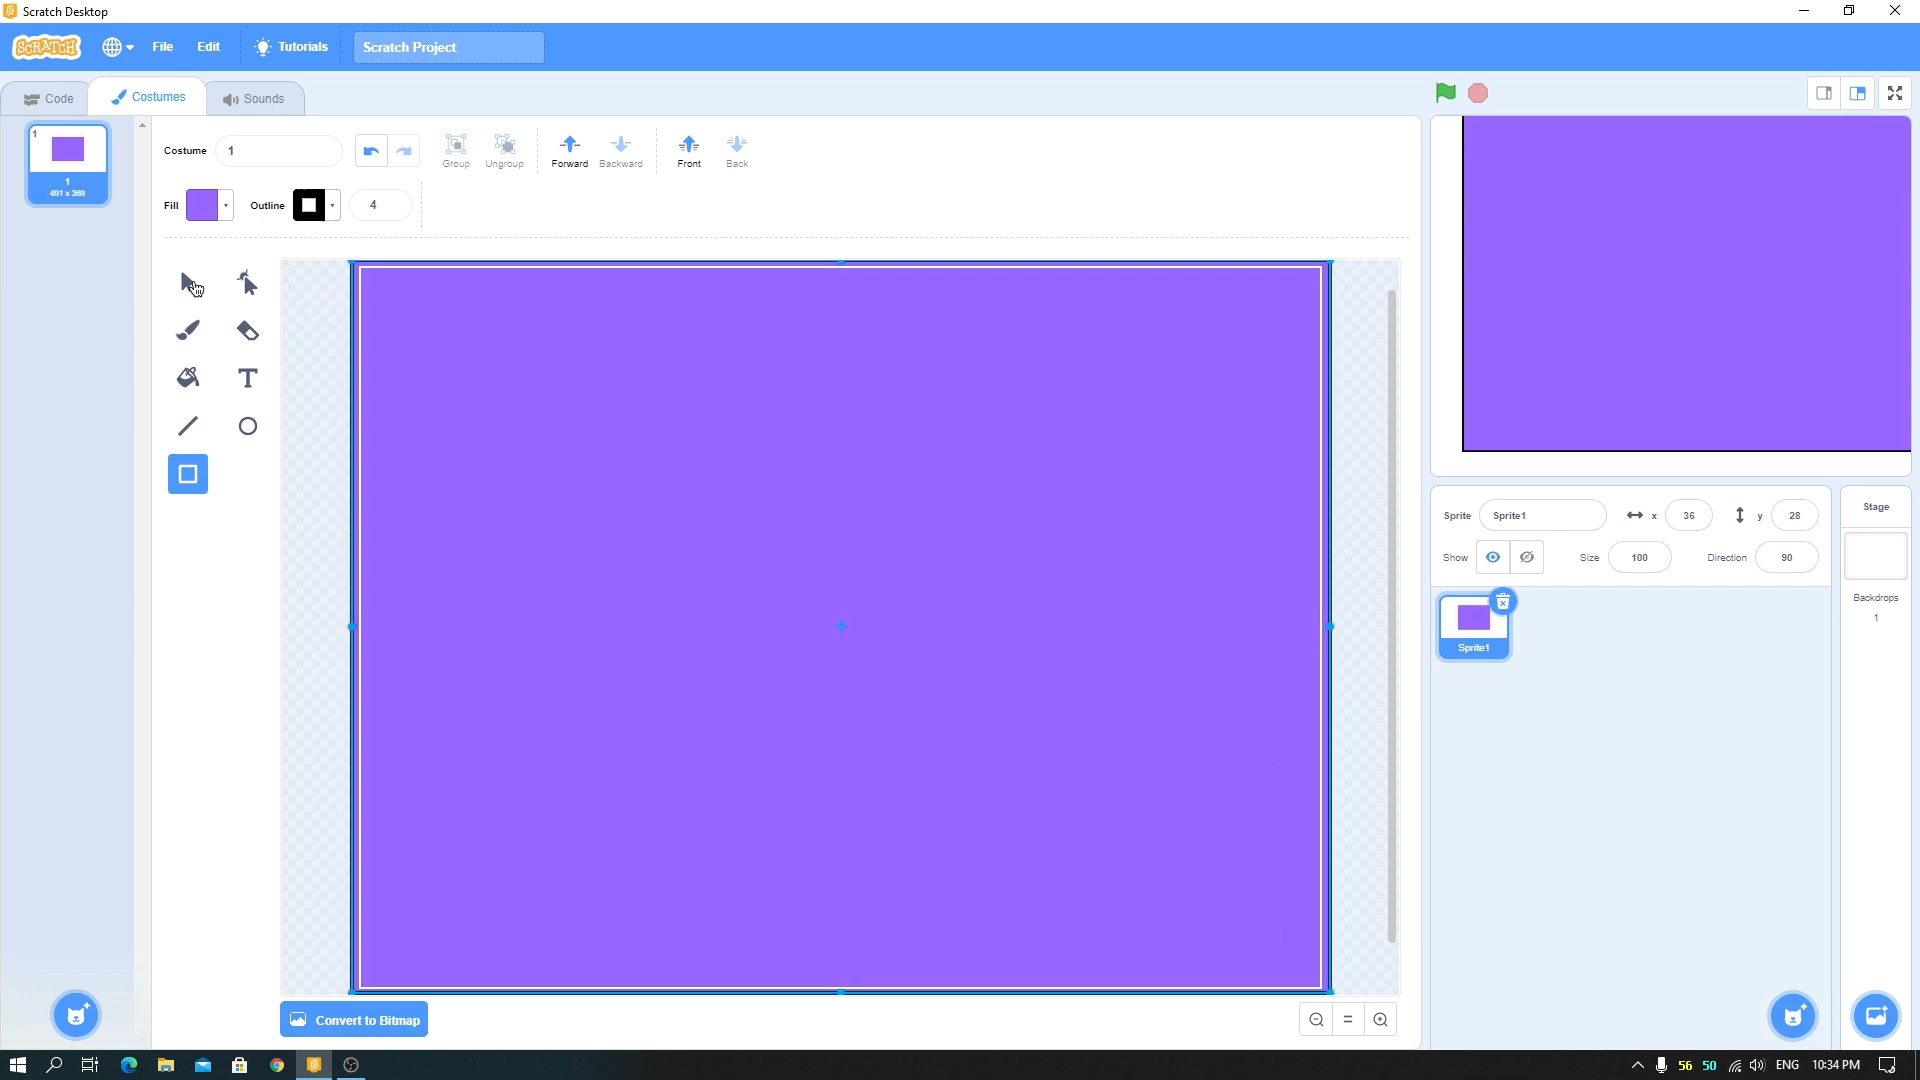 Scratch Desktop
SCRATCH File Edit Tutorials Scratch Project
Code Costumes Sounds
1
1
491 x 369
Costume 1 Group Ungroup Forward Backward Front Back
Fill Outline 4
Convert to Bitmap
Sprite Sprite1 x 36 y 28
Show Size 100 Direction 90
Sprite1
Stage
Backdrops
1
56 50 ENG 10:34 PM